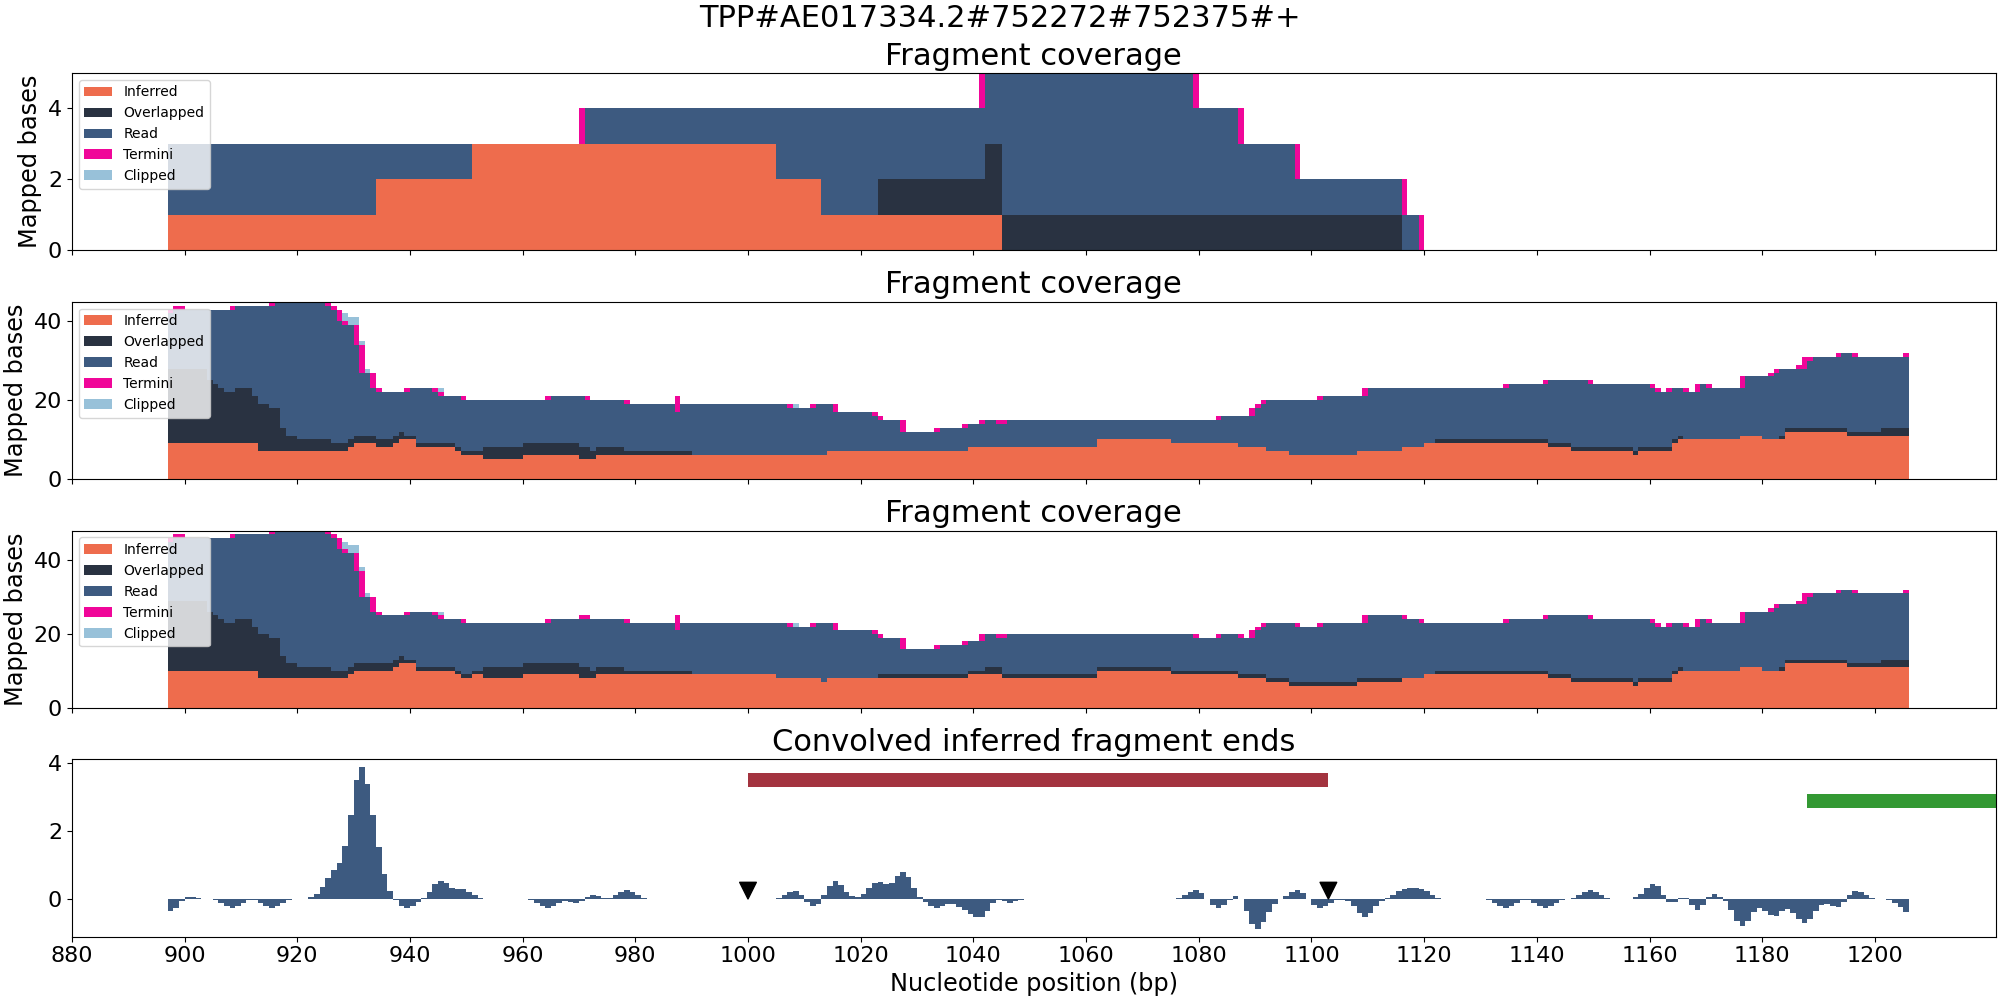 TPP#AE017334.2#752272#752375#+
Fragment coverage
Mapped bases
4
2
0
Inferred
Overlapped
Read
Termini
Clipped
Fragment coverage
Mapped bases
40
20
0
Inferred
Overlapped
Read
Termini
Clipped
Fragment coverage
Mapped bases
40
20
0
Inferred
Overlapped
Read
Termini
Clipped
Convolved inferred fragment ends
4
2
0
880 900 920 940 960 980 1000 1020 1040 1060 1080 1100 1120 1140 1160 1180 1200
Nucleotide position (bp)